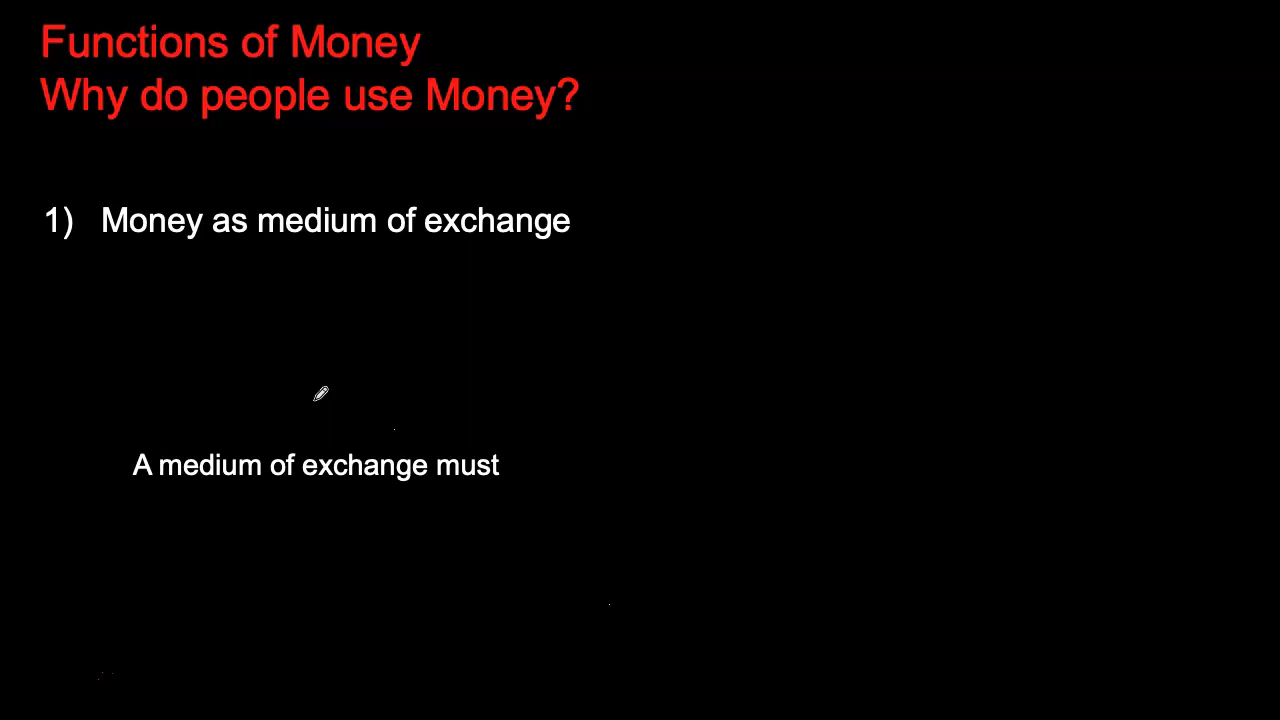 Functions of Money
Why do people use Money?
1) Money as medium of exchange
A medium of exchange must